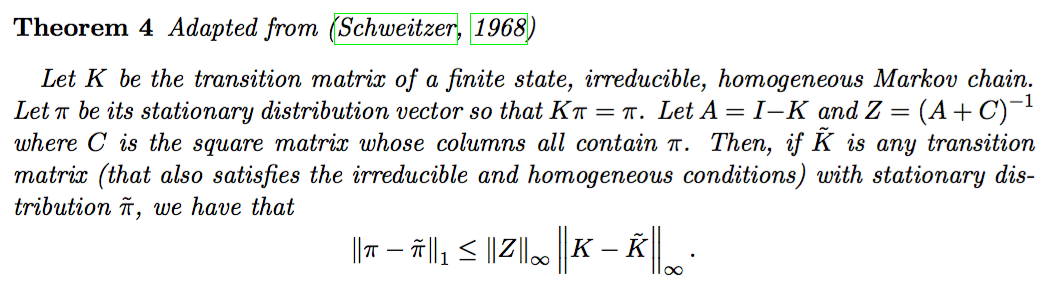 Theorem 4 Adapted from (Schweitzer, 1968)
Let K be the transition matrix of a finite state, irreducible, homogeneous Markov chain.
Let π be its stationary distribution vector so that Kπ = π. Let A = I−K and Z = (A + C)⁻¹
where C is the square matrix whose columns all contain π. Then, if K̃ is any transition
matrix (that also satisfies the irreducible and homogeneous conditions) with stationary dis-
tribution π̃, we have that
‖π − π̃‖₁ ≤ ‖Z‖∞ ‖K − K̃‖∞ .